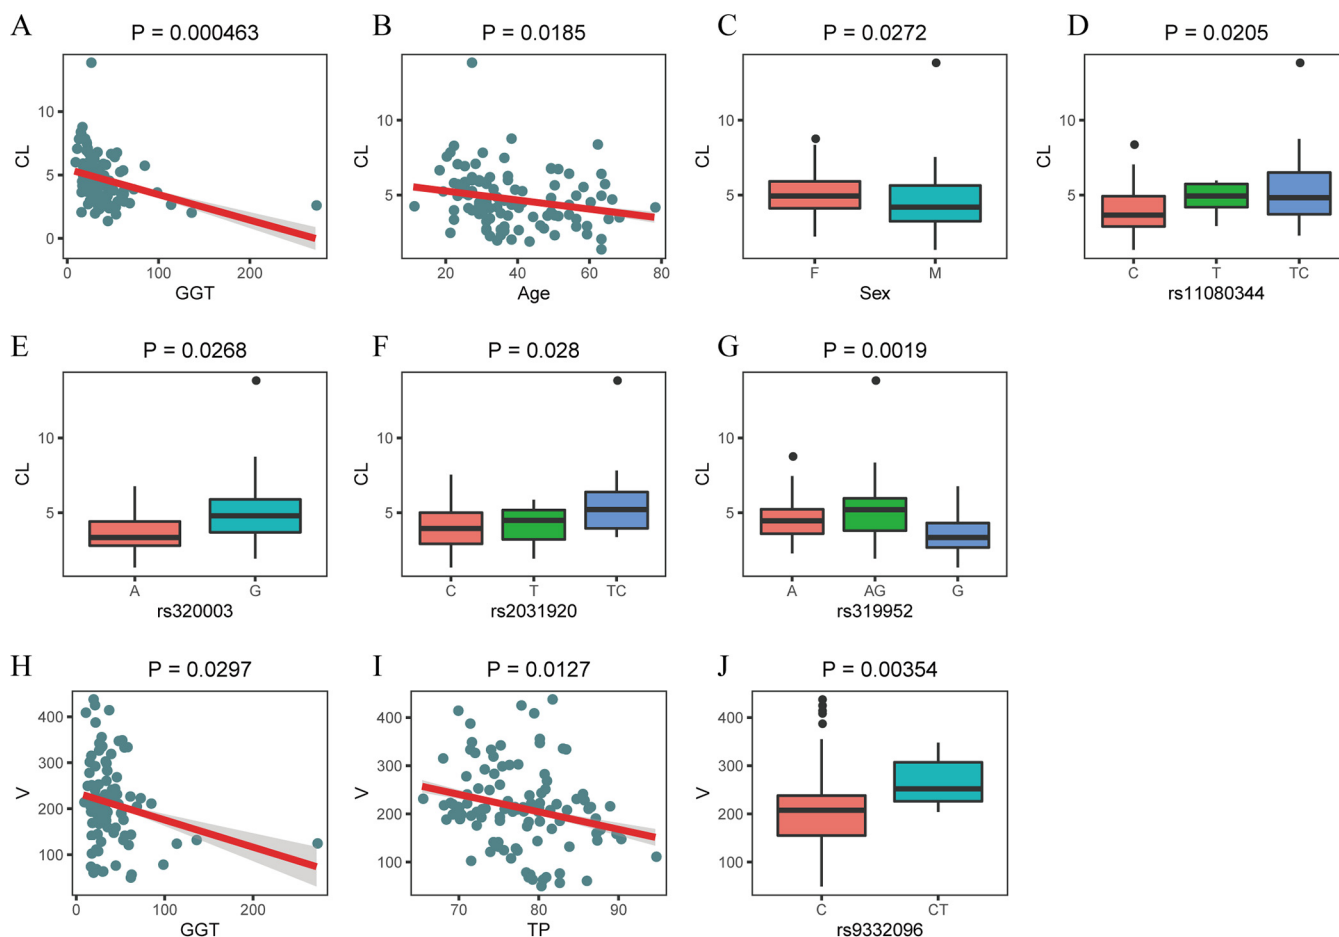 A P = 0.000463
B P = 0.0185
C P = 0.0272
D P = 0.0205
CL
10
5
0
0 100 200
GGT
CL
10
5
20 40 60 80
Age
CL
10
5
F M
Sex
CL
10
5
C T TC
rs11080344
E P = 0.0268
F P = 0.028
G P = 0.0019
CL
10
5
A G
rs320003
CL
10
5
C T TC
rs2031920
CL
10
5
A AG G
rs319952
H P = 0.0297
I P = 0.0127
J P = 0.00354
V
400
300
200
100
0 100 200
GGT
V
400
300
200
100
70 80 90
TP
V
400
300
200
100
C CT
rs9332096